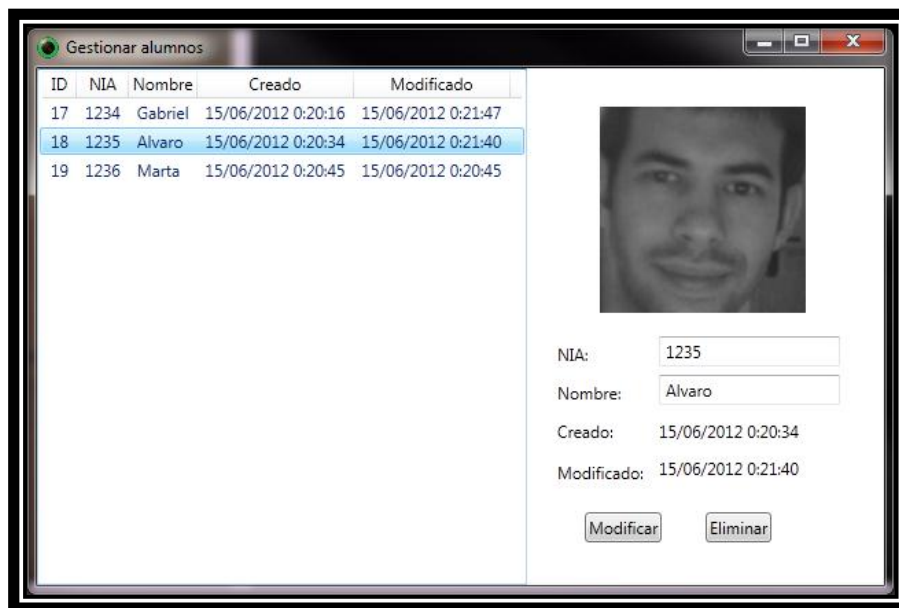 Gestionar alumnos
ID NIA Nombre Creado Modificado
17 1234 Gabriel 15/06/2012 0:20:16 15/06/2012 0:21:47
18 1235 Alvaro 15/06/2012 0:20:34 15/06/2012 0:21:40
19 1236 Marta 15/06/2012 0:20:45 15/06/2012 0:20:45
NIA: 1235
Nombre: Alvaro
Creado: 15/06/2012 0:20:34
Modificado: 15/06/2012 0:21:40
Modificar Eliminar